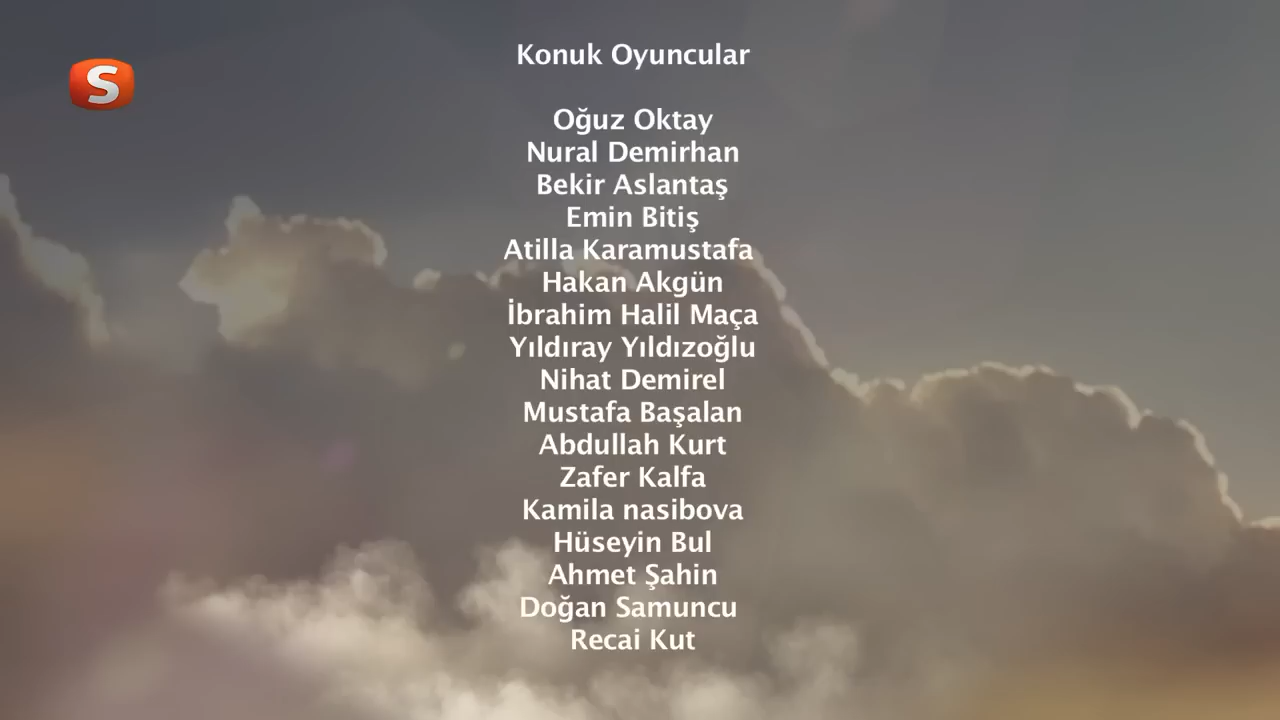 S
Konuk Oyuncular
Oğuz Oktay
Nural Demirhan
Bekir Aslantaş
Emin Bitiş
Atilla Karamustafa
Hakan Akgün
İbrahim Halil Maça
Yıldıray Yıldızoğlu
Nihat Demirel
Mustafa Başalan
Abdullah Kurt
Zafer Kalfa
Kamila nasibova
Hüseyin Bul
Ahmet Şahin
Doğan Samuncu
Recai Kut